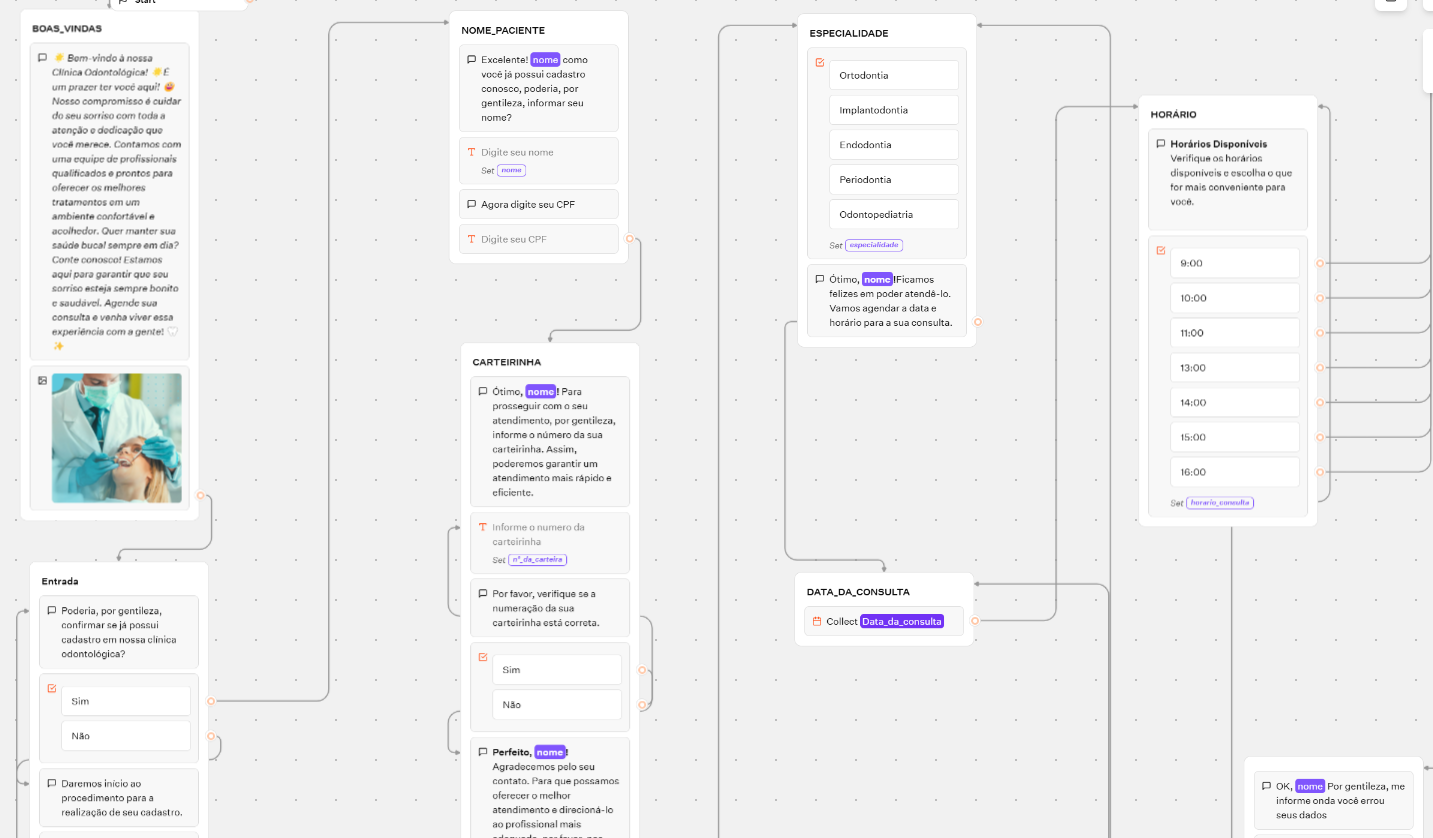 Start
BOAS_VINDAS
☀️ Bem-vindo à nossa
Clínica Odontológica! ☀️É
um prazer ter você aqui! 🤩
Nosso compromisso é cuidar
do seu sorriso com toda a
atenção e dedicação que
você merece. Contamos com
uma equipe de profissionais
qualificados e prontos para
oferecer os melhores
tratamentos em um
ambiente confortável e
acolhedor. Quer manter sua
saúde bucal sempre em dia?
Conte conosco! Estamos
aqui para garantir que seu
sorriso esteja sempre bonito
e saudável. Agende sua
consulta e venha viver essa
experiência com a gente! 🦷
✨
Entrada
Poderia, por gentileza,
confirmar se já possui
cadastro em nossa clínica
odontológica?
Sim
Não
Daremos início ao
procedimento para a
realização de seu cadastro.
NOME_PACIENTE
Excelente! nome como
você já possui cadastro
conosco, poderia, por
gentileza, informar seu
nome?
Digite seu nome
Set nome
Agora digite seu CPF
Digite seu CPF
CARTEIRINHA
Ótimo, nome! Para
prosseguir com o seu
atendimento, por gentileza,
informe o número da sua
carteirinha. Assim,
poderemos garantir um
atendimento mais rápido e
eficiente.
Informe o numero da
carteirinha
Set n°_da_carteira
Por favor, verifique se a
numeração da sua
carteirinha está correta.
Sim
Não
Perfeito, nome!
Agradecemos pelo seu
contato. Para que possamos
oferecer o melhor
atendimento e direcioná-lo
ao profissional mais
ESPECIALIDADE
Ortodontia
Implantodontia
Endodontia
Periodontia
Odontopediatria
Set especialidade
Ótimo, nome!Ficamos
felizes em poder atendê-lo.
Vamos agendar a data e
horário para a sua consulta.
DATA_DA_CONSULTA
Collect Data_da_consulta
HORÁRIO
Horários Disponíveis
Verifique os horários
disponíveis e escolha o que
for mais conveniente para
você.
9:00
10:00
11:00
13:00
14:00
15:00
16:00
Set horario_consulta
OK, nome Por gentileza, me
informe onda você errou
seus dados